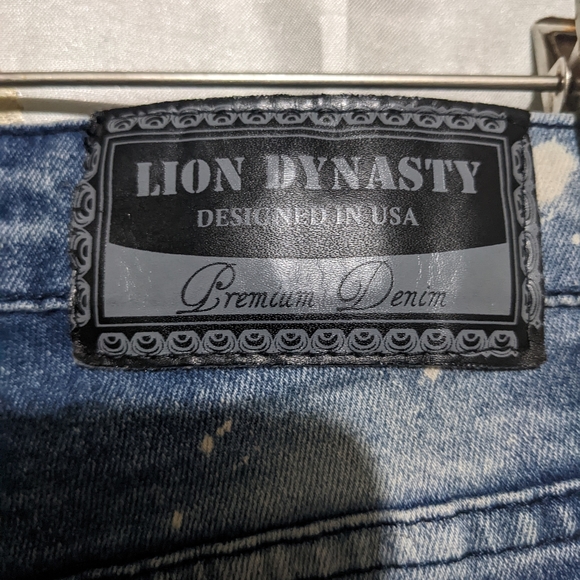 LION DYNASTY
DESIGNED IN USA
Premium Denim